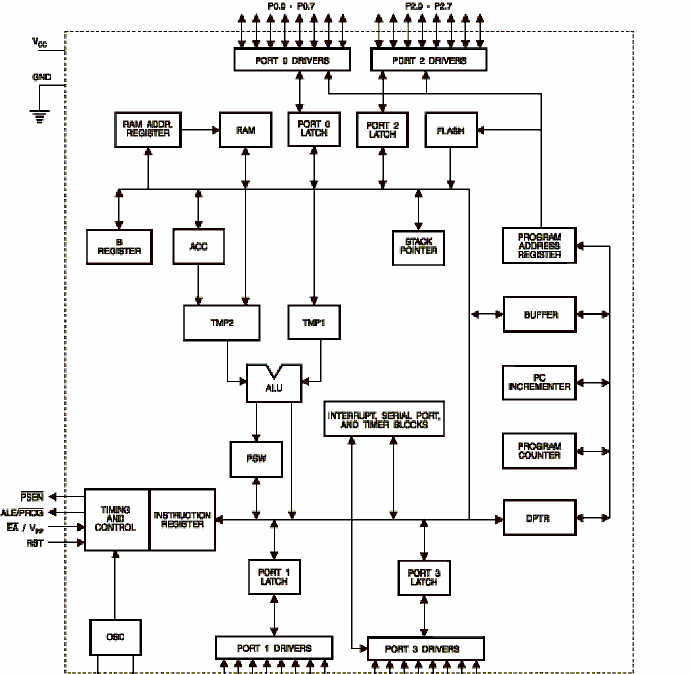 P0.0 - P0.7
P2.0 - P2.7
VCC
PORT 0 DRIVERS
PORT 2 DRIVERS
GND
RAM ADDR.
REGISTER
RAM
PORT 0
LATCH
PORT 2
LATCH
FLASH
B
REGISTER
ACC
STACK
POINTER
PROGRAM
ADDRESS
REGISTER
TMP2
TMP1
BUFFER
ALU
PC
INCREMENTER
INTERRUPT, SERIAL PORT,
AND TIMER BLOCKS
PSW
PROGRAM
COUNTER
PSEN
ALE/PROG
EA / VPP
RST
TIMING
AND
CONTROL
INSTRUCTION
REGISTER
DPTR
PORT 1
LATCH
PORT 3
LATCH
OSC
PORT 1 DRIVERS
PORT 3 DRIVERS